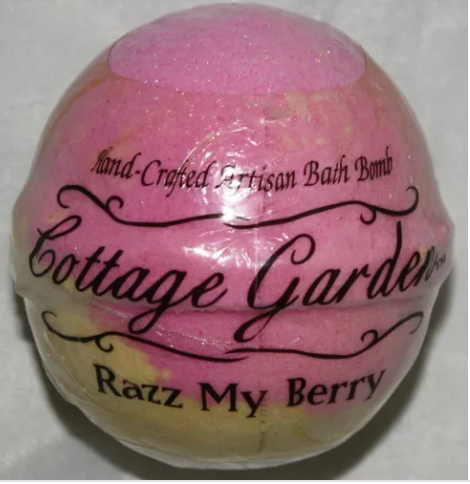 Hand-Crafted Artisan Bath Bomb
Cottage Garden
Razz My Berry